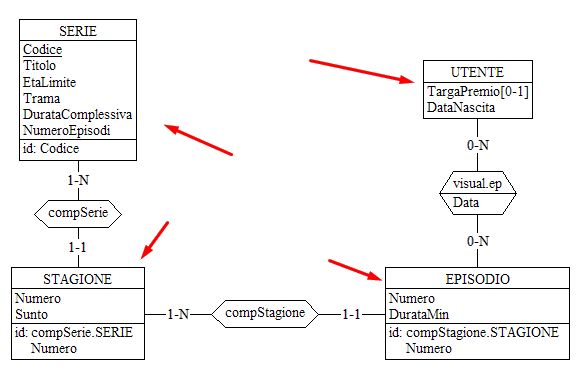 SERIE
Codice
Titolo
EtaLimite
Trama
DurataComplessiva
NumeroEpisodi
id: Codice
1-N
compSerie
1-1
STAGIONE
Numero
Sunto
id: compSerie.SERIE
Numero
1-N
compStagione
1-1
UTENTE
TargaPremio[0-1]
DataNascita
0-N
visual.ep
Data
0-N
EPISODIO
Numero
DurataMin
id: compStagione.STAGIONE
Numero